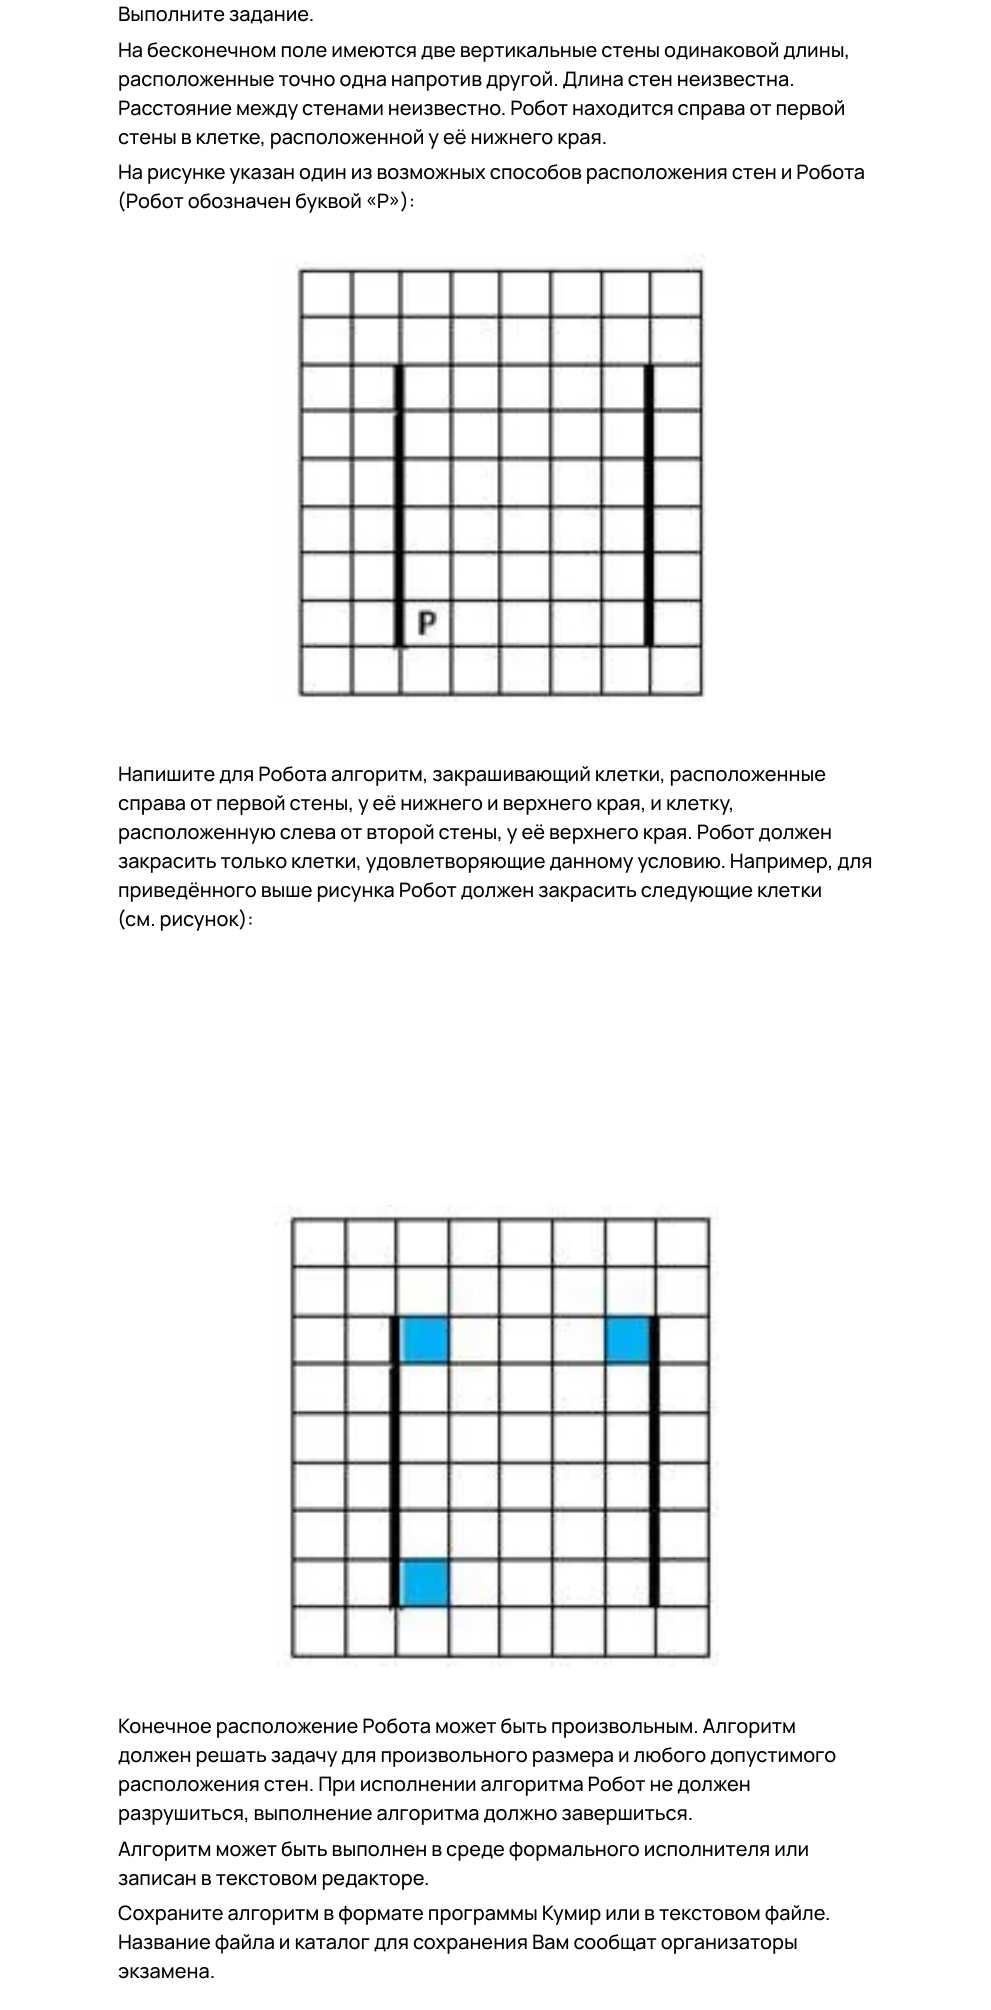 Выполните задание.
На бесконечном поле имеются две вертикальные стены одинаковой длины,
расположенные точно одна напротив другой. Длина стен неизвестна.
Расстояние между стенами неизвестно. Робот находится справа от первой
стены в клетке, расположенной у её нижнего края.
На рисунке указан один из возможных способов расположения стен и Робота
(Робот обозначен буквой «Р»):
Р
Напишите для Робота алгоритм, закрашивающий клетки, расположенные
справа от первой стены, у её нижнего и верхнего края, и клетку,
расположенную слева от второй стены, у её верхнего края. Робот должен
закрасить только клетки, удовлетворяющие данному условию. Например, для
приведённого выше рисунка Робот должен закрасить следующие клетки
(см. рисунок):
Конечное расположение Робота может быть произвольным. Алгоритм
должен решать задачу для произвольного размера и любого допустимого
расположения стен. При исполнении алгоритма Робот не должен
разрушиться, выполнение алгоритма должно завершиться.
Алгоритм может быть выполнен в среде формального исполнителя или
записан в текстовом редакторе.
Сохраните алгоритм в формате программы Кумир или в текстовом файле.
Название файла и каталог для сохранения Вам сообщат организаторы
экзамена.